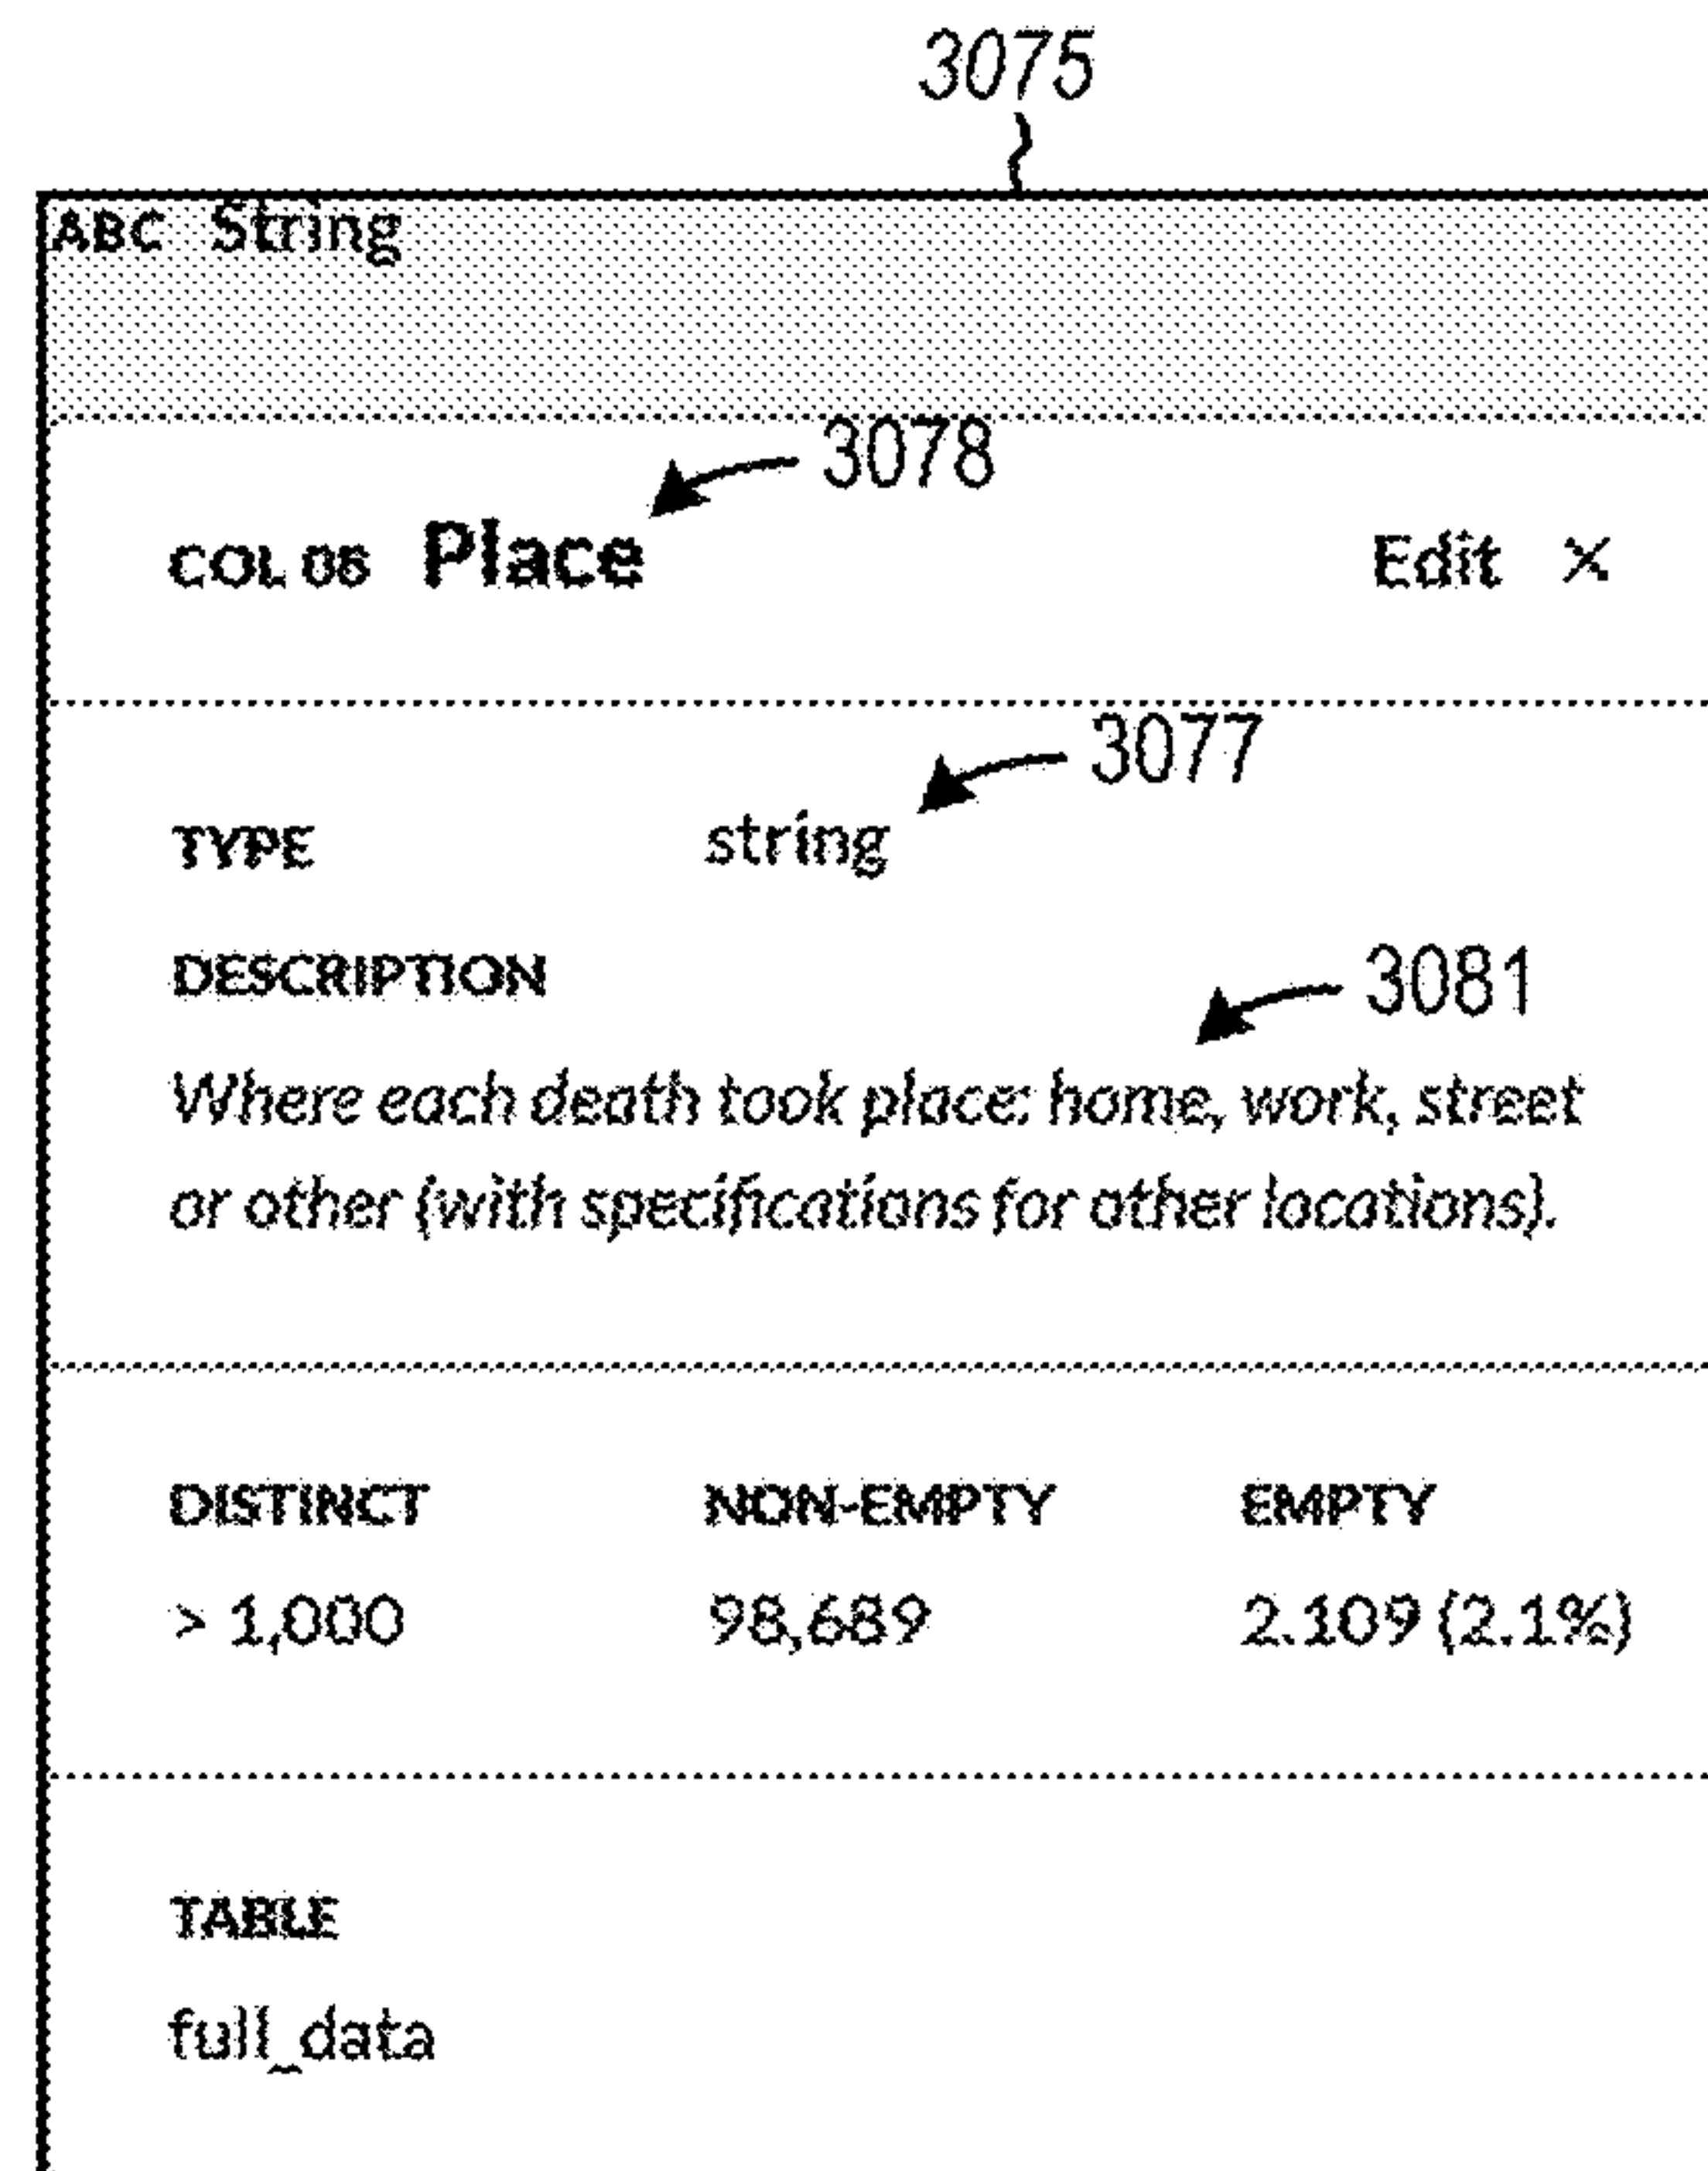 3075
ABC String
3078
COL 06 Place Edit ×
3077
TYPE string
DESCRIPTION
3081
Where each death took place: home, work, street
or other (with specifications for other locations).
DISTINCT NON-EMPTY EMPTY
> 1,000 98,689 2.109 (2.1%)
TABLE
full_data